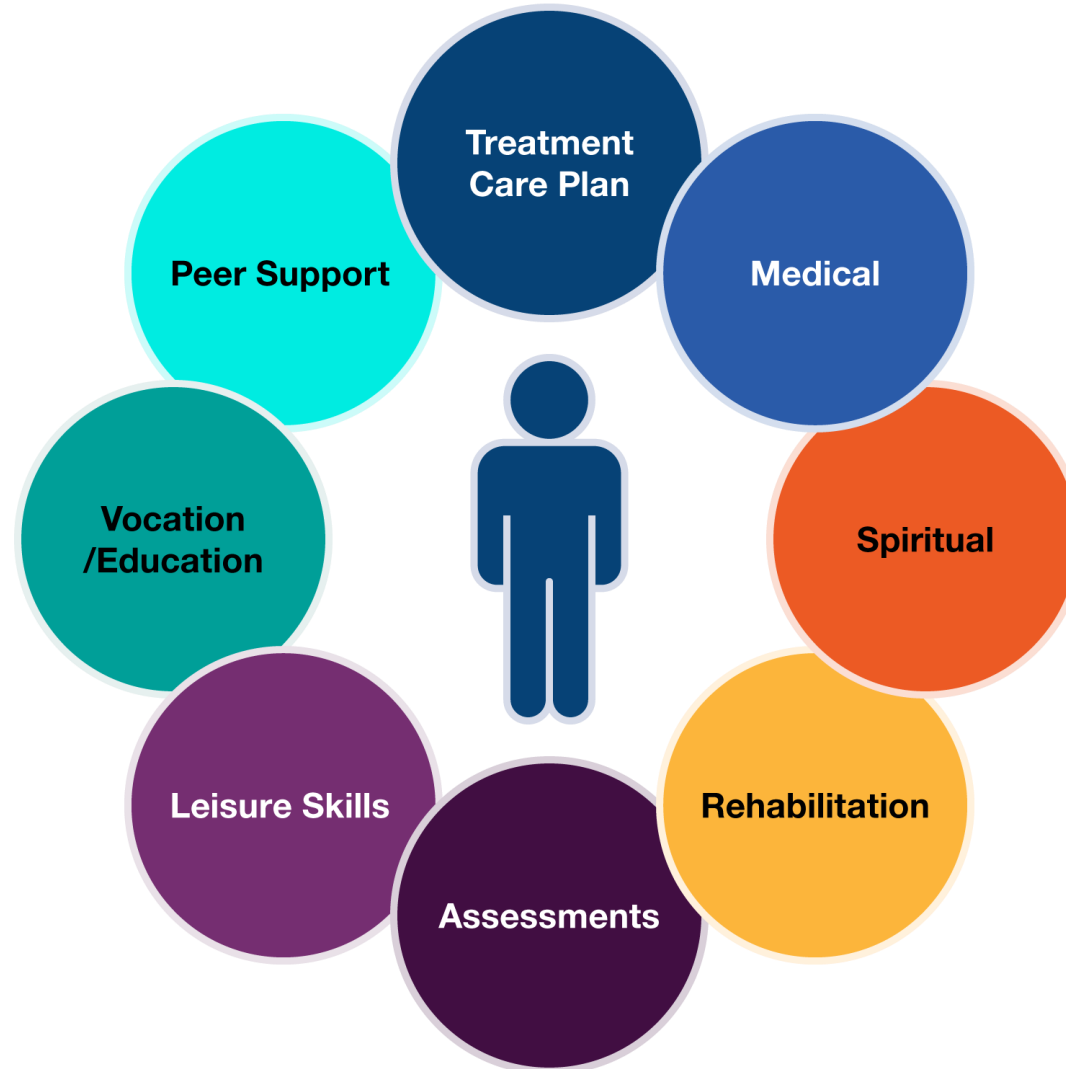 Treatment
Care Plan
Medical
Spiritual
Rehabilitation
Assessments
Leisure Skills
Vocation
/Education
Peer Support